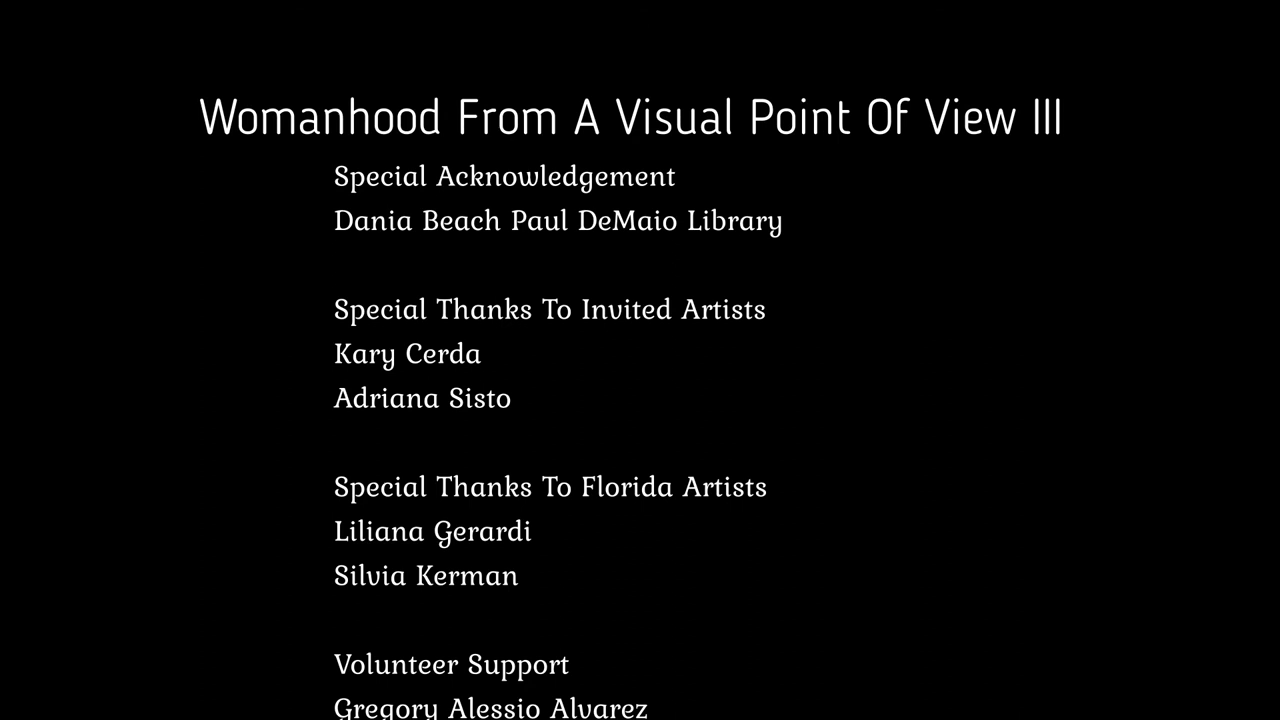 Womanhood From A Visual Point Of View III
Special Acknowledgement
Dania Beach Paul DeMaio Library
Special Thanks To Invited Artists
Kary Cerda
Adriana Sisto
Special Thanks To Florida Artists
Liliana Gerardi
Silvia Kerman
Volunteer Support
Gregory Alessio Alvarez